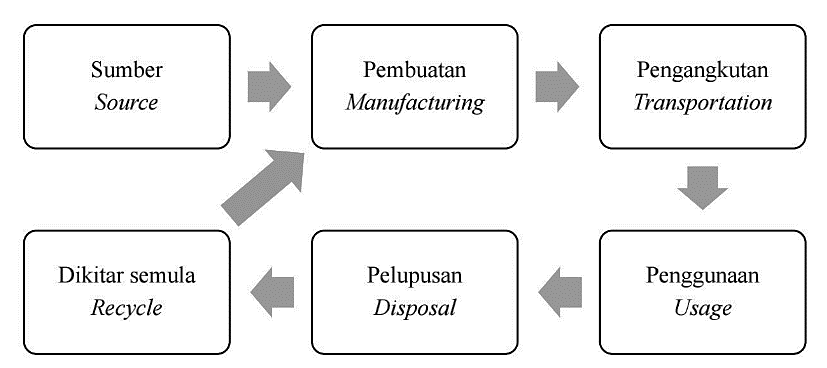 Sumber
Source
Pembuatan
Manufacturing
Pengangkutan
Transportation
Dikitar semula
Recycle
Pelupusan
Disposal
Penggunaan
Usage